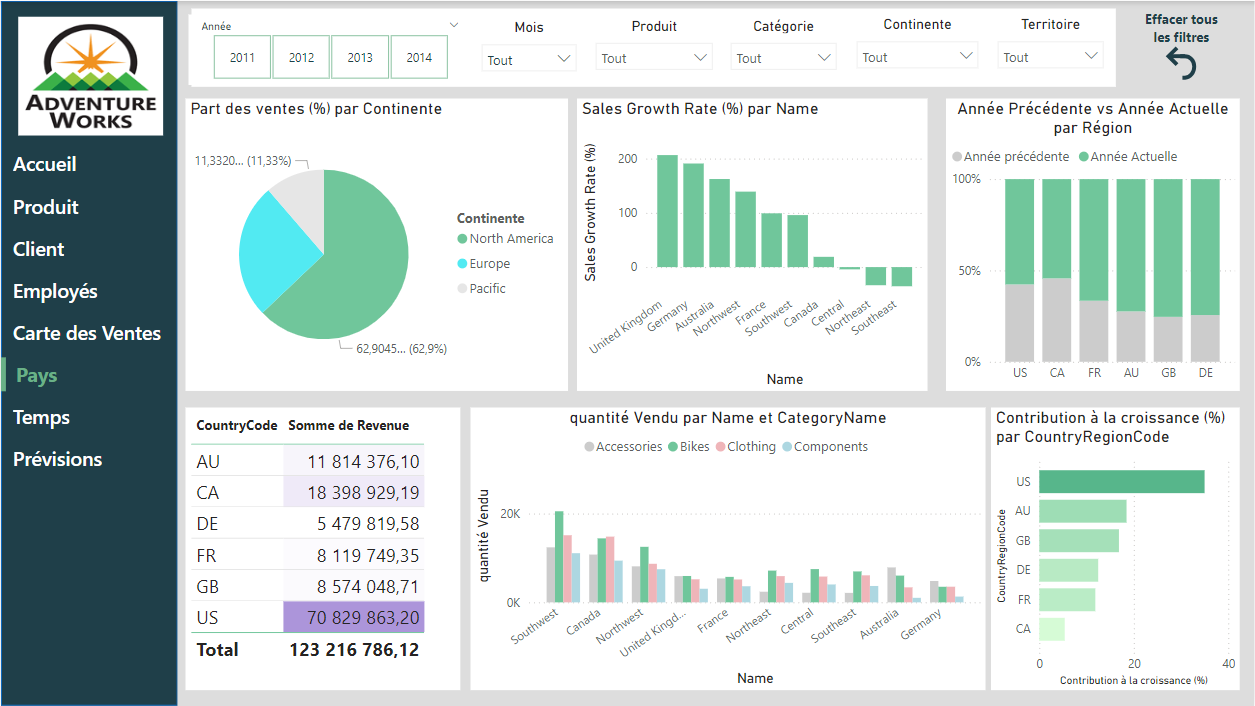 ADVENTURE
WORKS
Accueil
Produit
Client
Employés
Carte des Ventes
Pays
Temps
Prévisions
Année
2011
2012
2013
2014
Mois
Tout
Produit
Tout
Catégorie
Tout
Continente
Tout
Territoire
Tout
Effacer tous
les filtres
Part des ventes (%) par Continente
11,3320... (11,33%)
62,9045... (62,9%)
Continente
North America
Europe
Pacific
Sales Growth Rate (%) par Name
Sales Growth Rate (%)
200
100
0
United Kingdom
Germany
Australia
Northwest
France
Southwest
Canada
Central
Northeast
Southeast
Name
Année Précédente vs Année Actuelle
par Région
Année précédente Année Actuelle
100%
50%
0%
US CA FR AU GB DE
CountryCode Somme de Revenue
AU 11 814 376,10
CA 18 398 929,19
DE 5 479 819,58
FR 8 119 749,35
GB 8 574 048,71
US 70 829 863,20
Total 123 216 786,12
quantité Vendu par Name et CategoryName
Accessories Bikes Clothing Components
quantité Vendu
20K
0K
Southwest
Canada
Northwest
United Kingd...
France
Northeast
Central
Southeast
Australia
Germany
Name
Contribution à la croissance (%)
par CountryRegionCode
CountryRegionCode
US
AU
GB
DE
FR
CA
0 20 40
Contribution à la croissance (%)